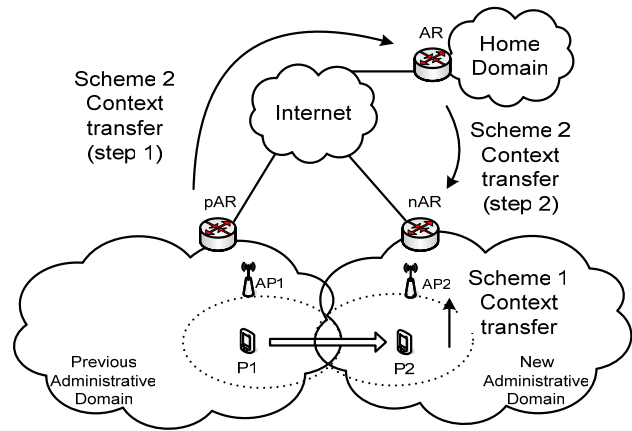 AR
Home
Domain
Scheme 2
Context
transfer
(step 1)
Internet
Scheme 2
Context
transfer
(step 2)
pAR
nAR
AP1
AP2
Scheme 1
Context
transfer
P1
P2
Previous
Administrative
Domain
New
Administrative
Domain